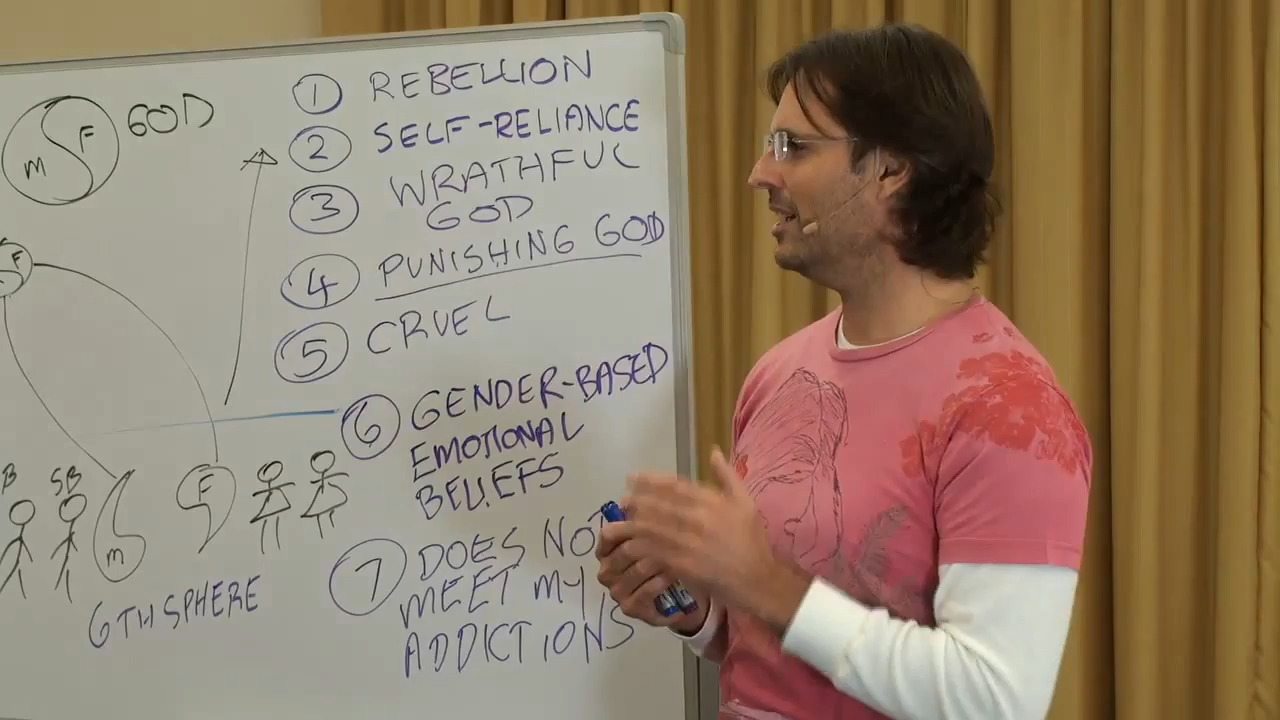 M F GOD
F
B SB
M F
6TH SPHERE
① REBELLION
② SELF-RELIANCE
③ WRATHFUL
GOD
④ PUNISHING GOD
⑤ CRUEL
⑥ GENDER-BASED
EMOTIONAL
BELIEFS
⑦ DOES NOT
MEET MY
ADDICTIONS